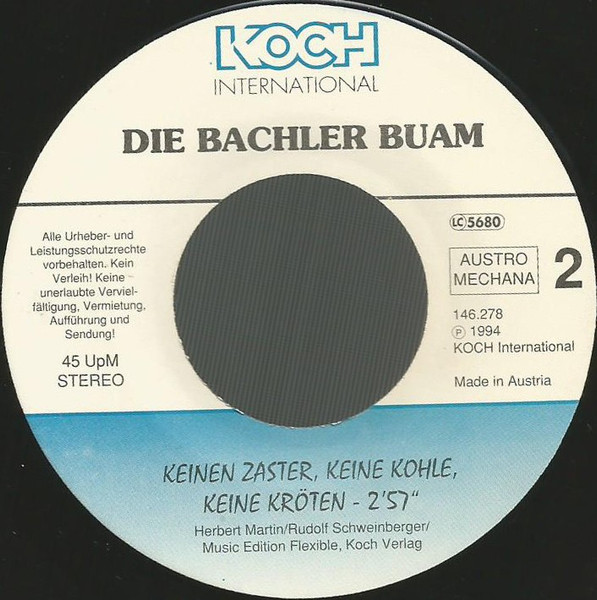 KOCH
INTERNATIONAL
DIE BACHLER BUAM
Alle Urheber- und
Leistungsschutzrechte
vorbehalten. Kein
Verleih! Keine
unerlaubte Verviel-
fältigung, Vermietung,
Aufführung und
Sendung!
45 UpM
STEREO
LC 5680
AUSTRO
MECHANA
2
146.278
Ⓟ 1994
KOCH International
Made in Austria
KEINEN ZASTER, KEINE KOHLE,
KEINE KRÖTEN - 2'57"
Herbert Martin/Rudolf Schweinberger/
Music Edition Flexible, Koch Verlag